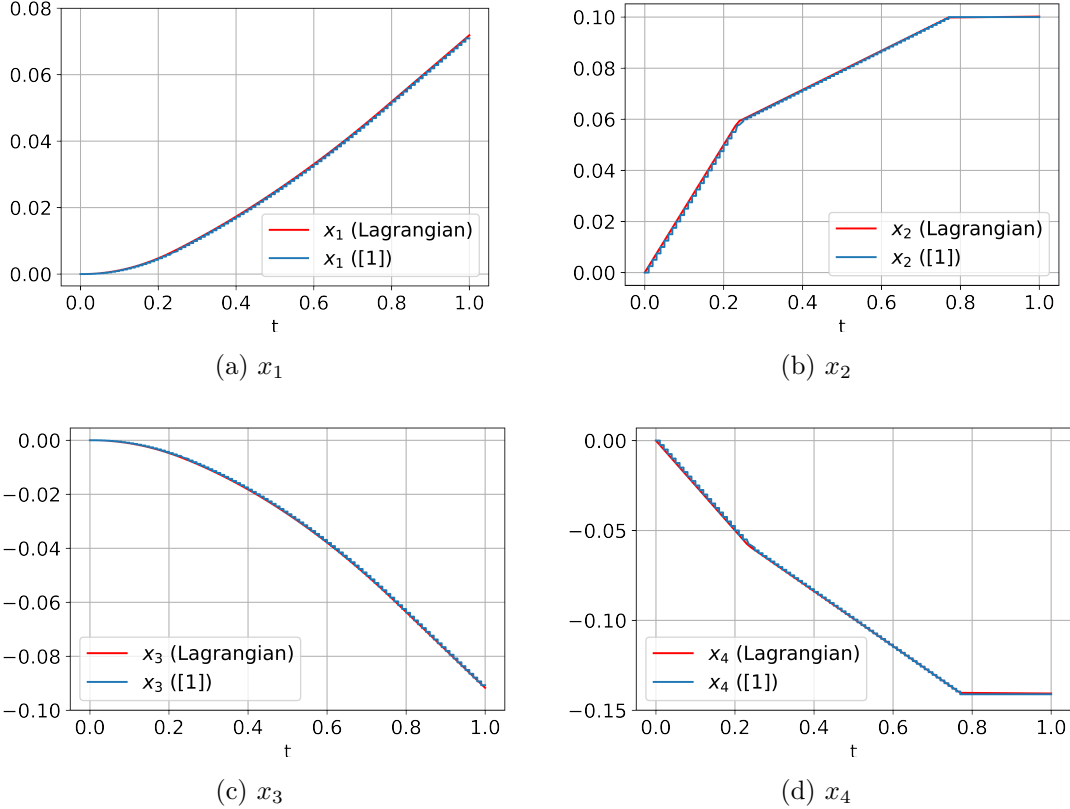 0.08
0.06
0.04
0.02
0.00
0.0 0.2 0.4 0.6 0.8 1.0
t
x₁ (Lagrangian)
x₁ ([1])
(a) x₁
0.10
0.08
0.06
0.04
0.02
0.00
0.0 0.2 0.4 0.6 0.8 1.0
t
x₂ (Lagrangian)
x₂ ([1])
(b) x₂
0.00
−0.02
−0.04
−0.06
−0.08
−0.10
0.0 0.2 0.4 0.6 0.8 1.0
t
x₃ (Lagrangian)
x₃ ([1])
(c) x₃
0.00
−0.05
−0.10
−0.15
0.0 0.2 0.4 0.6 0.8 1.0
t
x₄ (Lagrangian)
x₄ ([1])
(d) x₄